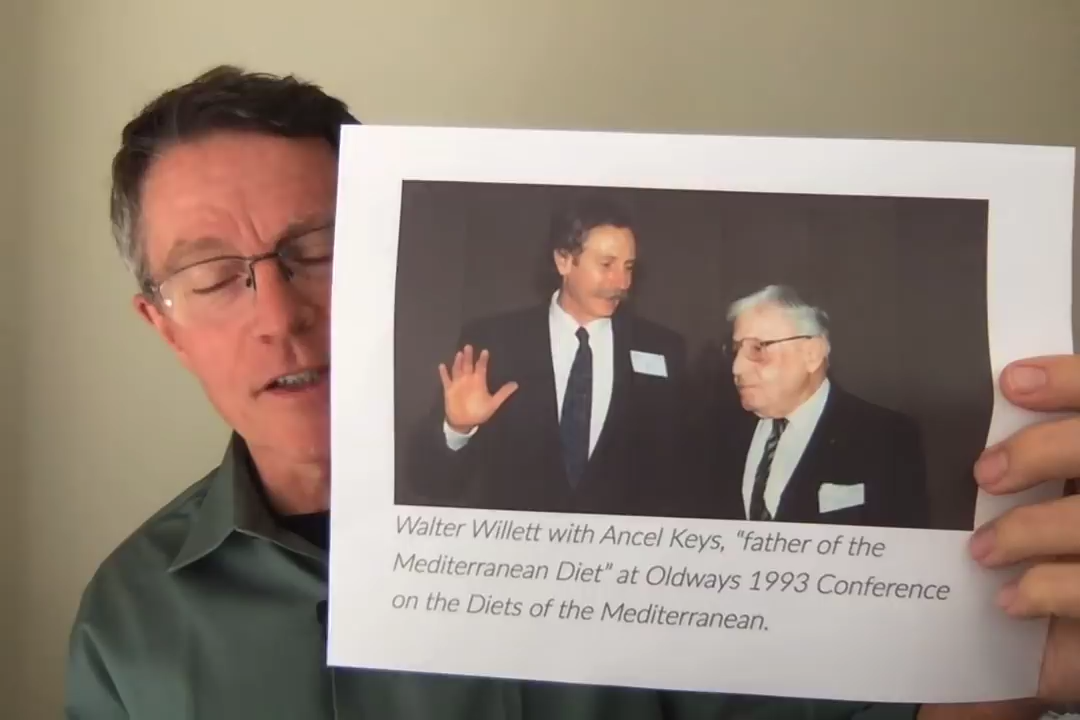 Walter Willett with Ancel Keys, "father of the
Mediterranean Diet" at Oldways 1993 Conference
on the Diets of the Mediterranean.